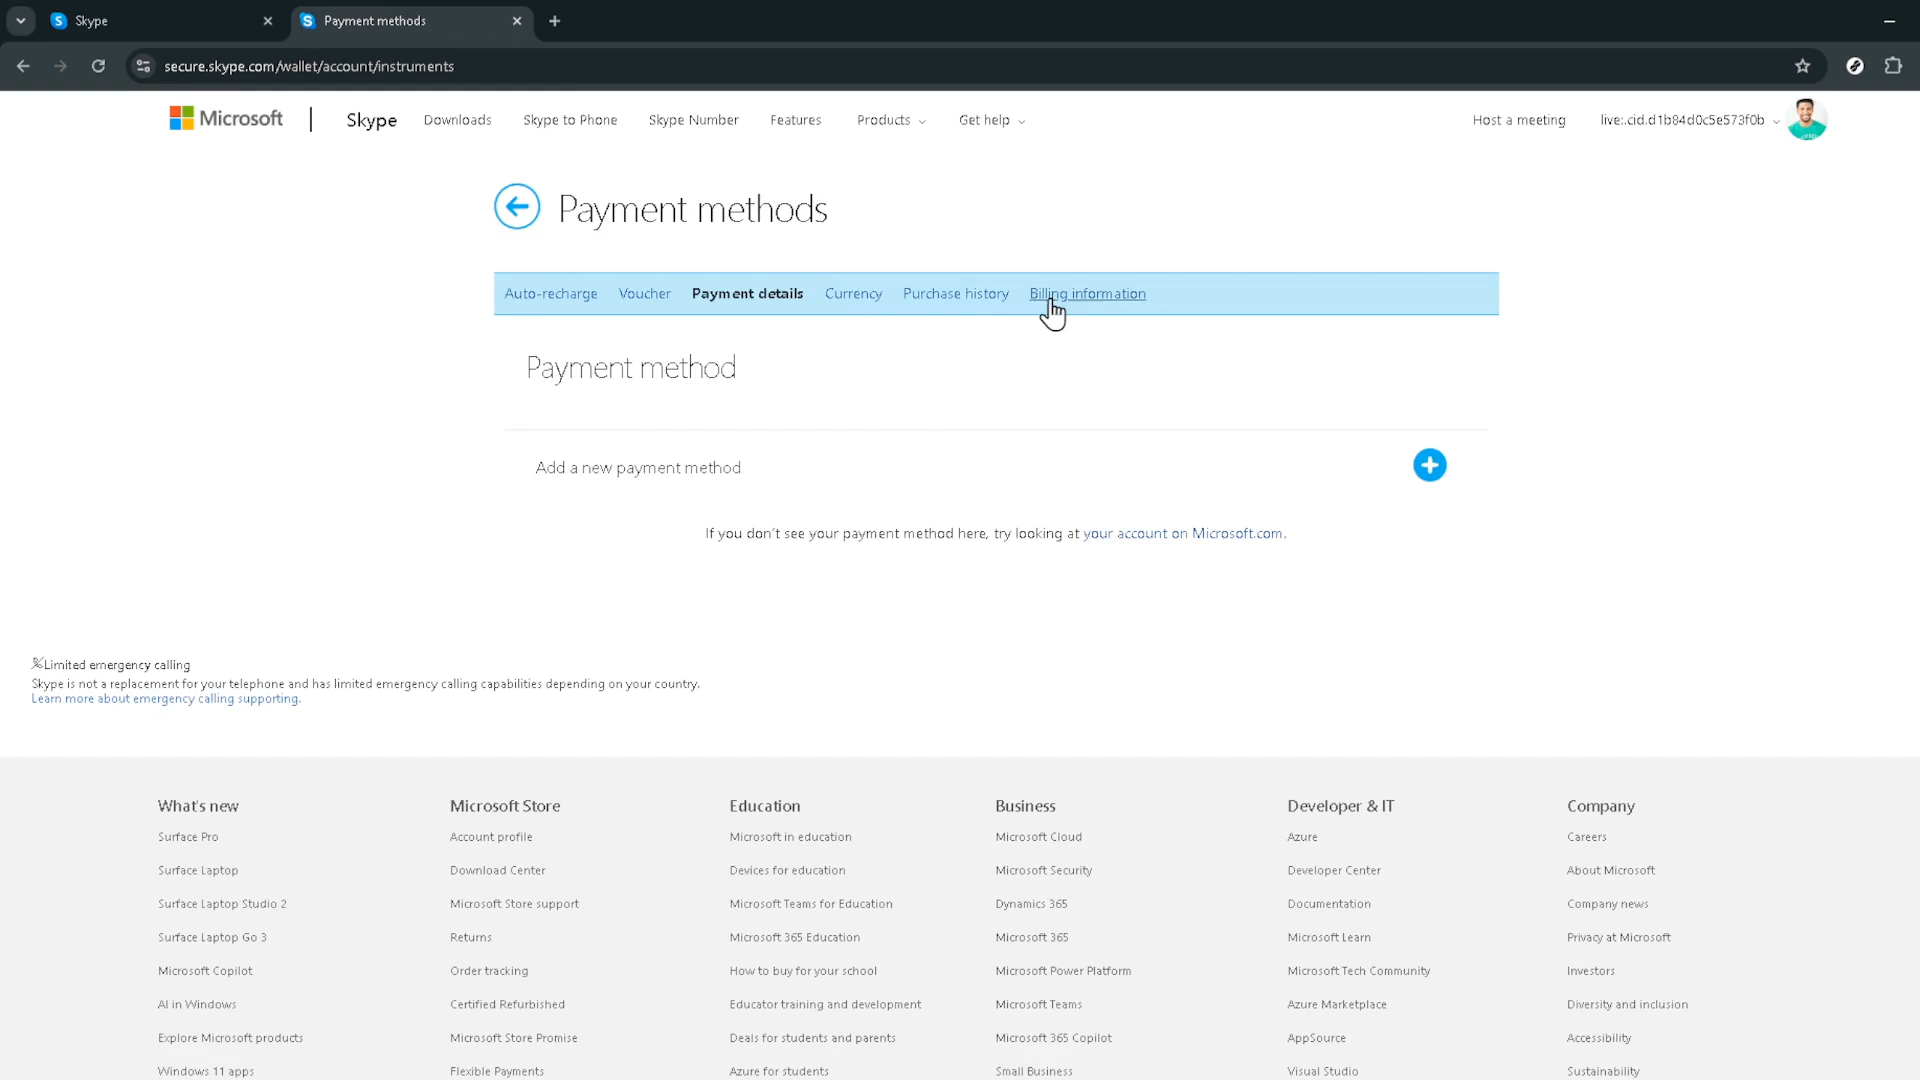 Skype
Payment methods
secure.skype.com/wallet/account/instruments
Microsoft
Skype
Downloads
Skype to Phone
Skype Number
Features
Products
Get help
Host a meeting
live:.cid.d1b84d0c5e573f0b
Payment methods
Auto-recharge
Voucher
Payment details
Currency
Purchase history
Billing information
Payment method
Add a new payment method
If you don't see your payment method here, try looking at your account on Microsoft.com.
Limited emergency calling
Skype is not a replacement for your telephone and has limited emergency calling capabilities depending on your country.
Learn more about emergency calling supporting.
What's new
Surface Pro
Surface Laptop
Surface Laptop Studio 2
Surface Laptop Go 3
Microsoft Copilot
AI in Windows
Explore Microsoft products
Windows 11 apps
Microsoft Store
Account profile
Download Center
Microsoft Store support
Returns
Order tracking
Certified Refurbished
Microsoft Store Promise
Flexible Payments
Education
Microsoft in education
Devices for education
Microsoft Teams for Education
Microsoft 365 Education
How to buy for your school
Educator training and development
Deals for students and parents
Azure for students
Business
Microsoft Cloud
Microsoft Security
Dynamics 365
Microsoft 365
Microsoft Power Platform
Microsoft Teams
Microsoft 365 Copilot
Small Business
Developer & IT
Azure
Developer Center
Documentation
Microsoft Learn
Microsoft Tech Community
Azure Marketplace
AppSource
Visual Studio
Company
Careers
About Microsoft
Company news
Privacy at Microsoft
Investors
Diversity and inclusion
Accessibility
Sustainability